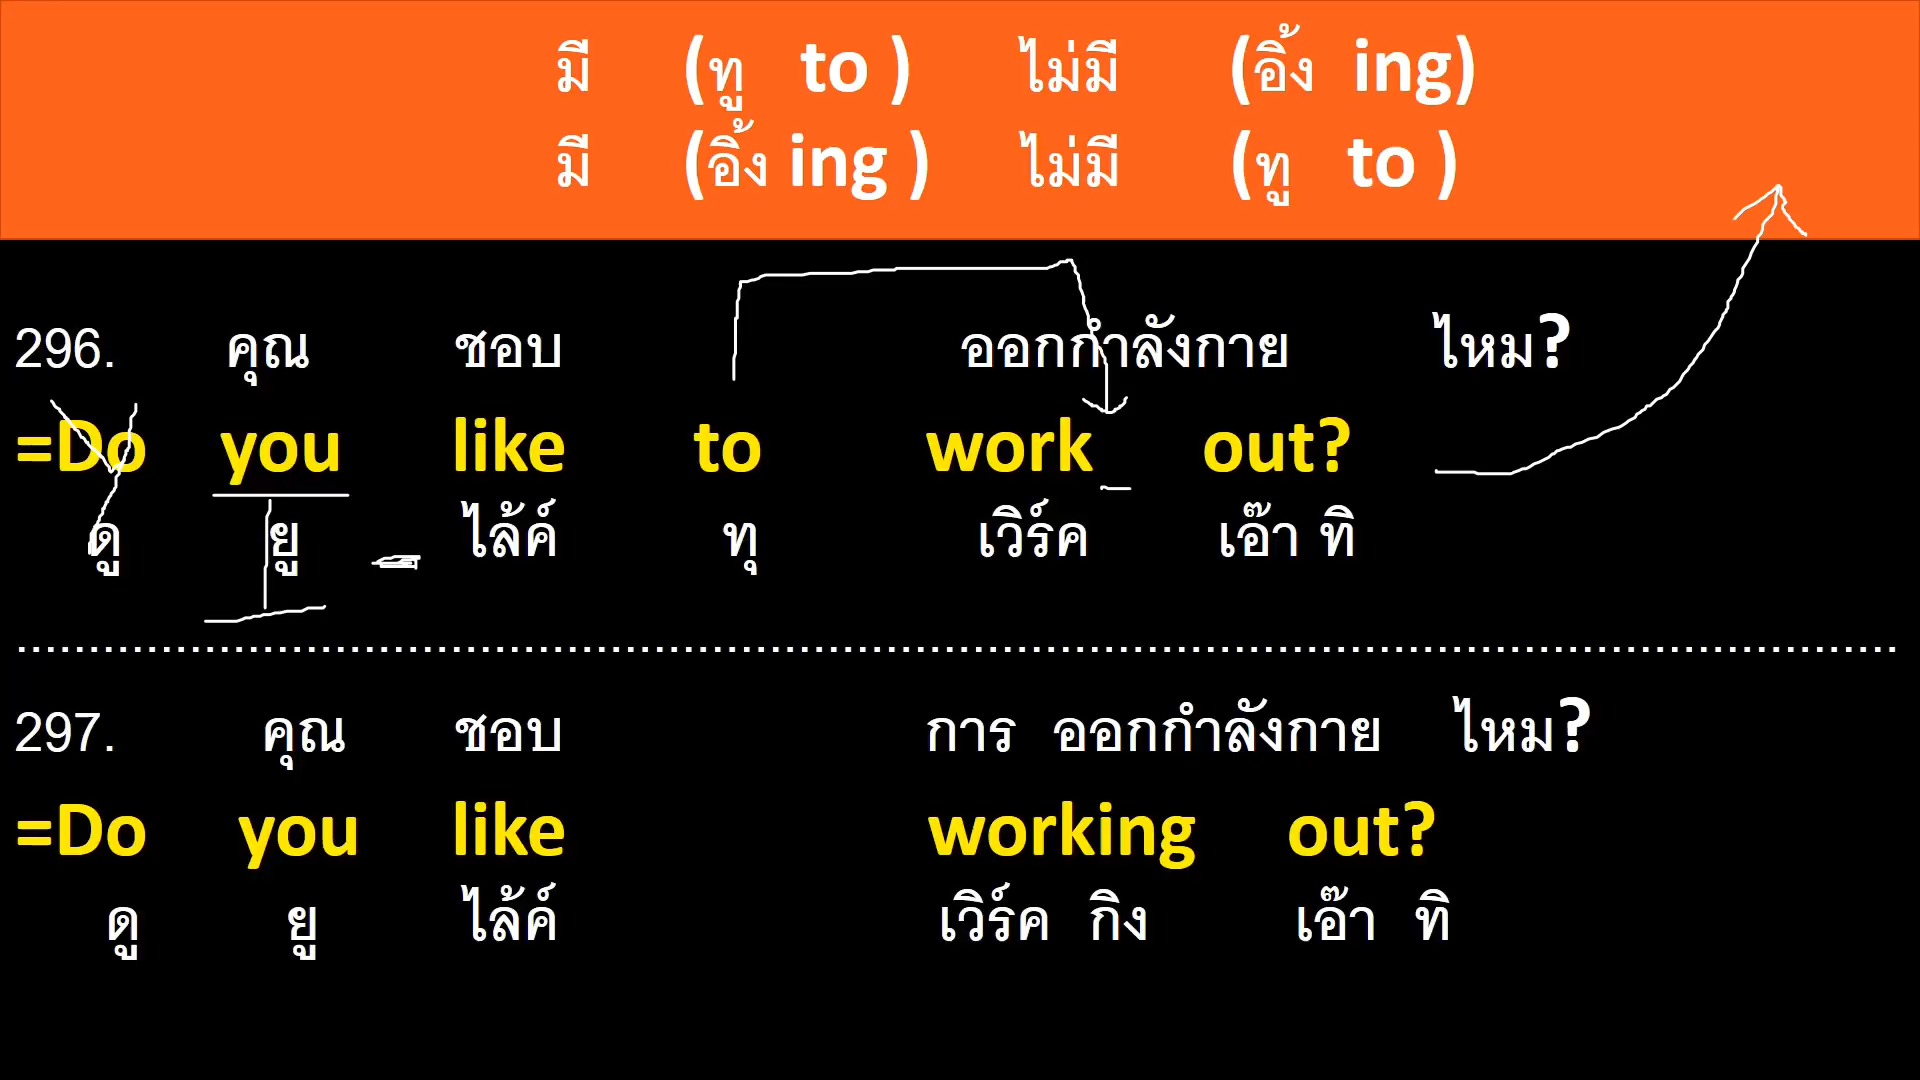 มี (ทู to ) ไม่มี (อิ้ง ing)
มี (อิ้ง ing ) ไม่มี (ทู to )
296. คุณ ชอบ ออกกำลังกาย ไหม?
=Do you like to work out?
ดู ยู ไล้ค์ ทุ เวิร์ค เอ๊า ทิ
297. คุณ ชอบ การ ออกกำลังกาย ไหม?
=Do you like working out?
ดู ยู ไล้ค์ เวิร์ค กิง เอ๊า ทิ